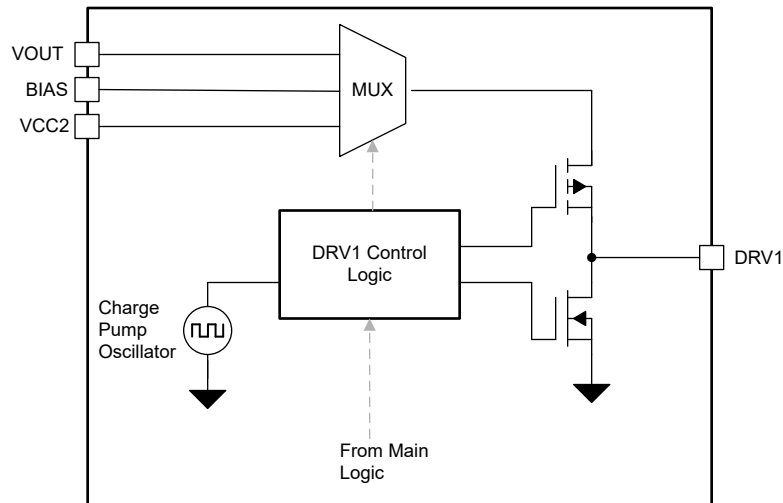 VOUT
BIAS
VCC2
MUX
DRV1 Control
Logic
DRV1
Charge
Pump
Oscillator
From Main
Logic